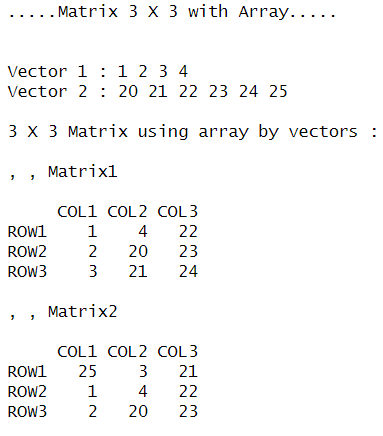 .....Matrix 3 X 3 with Array.....
Vector 1 : 1 2 3 4
Vector 2 : 20 21 22 23 24 25
3 X 3 Matrix using array by vectors :
, , Matrix1
     COL1 COL2 COL3
ROW1    1    4   22
ROW2    2   20   23
ROW3    3   21   24
, , Matrix2
     COL1 COL2 COL3
ROW1   25    3   21
ROW2    1    4   22
ROW3    2   20   23